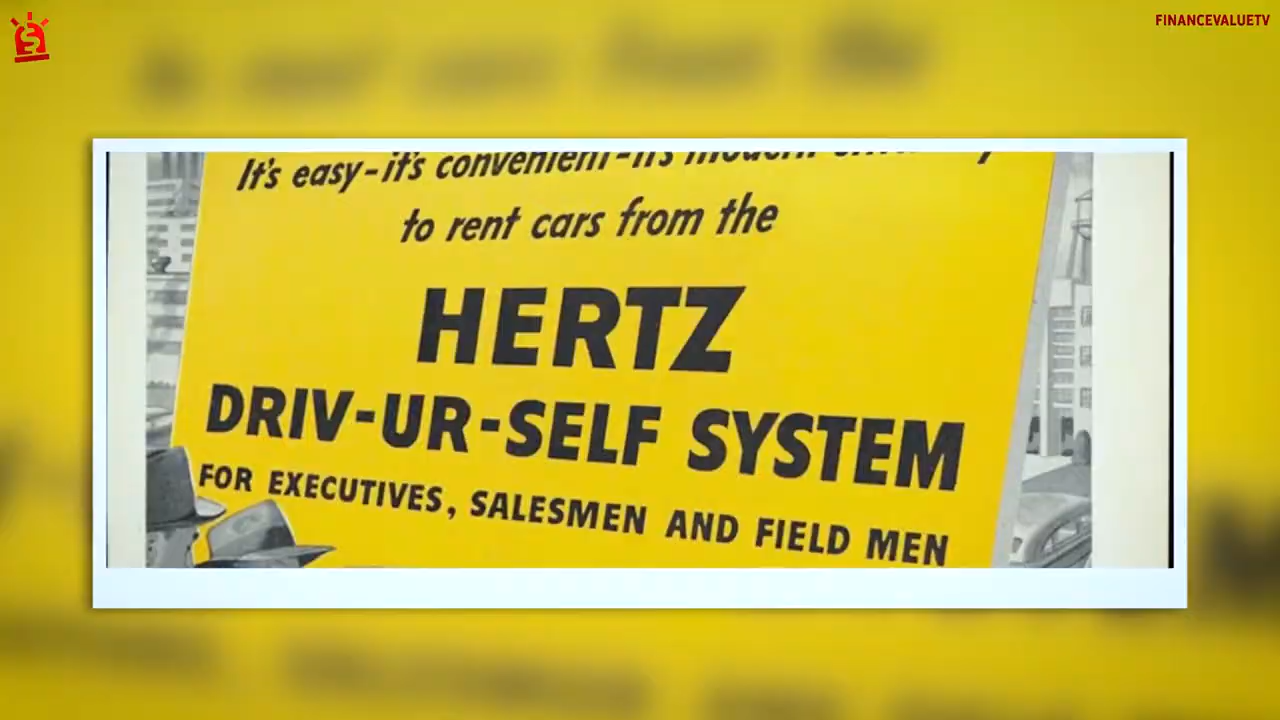 FINANCEVALUETV
It's easy-it's convenient-it's modern
to rent cars from the
HERTZ
DRIV-UR-SELF SYSTEM
FOR EXECUTIVES, SALESMEN AND FIELD MEN